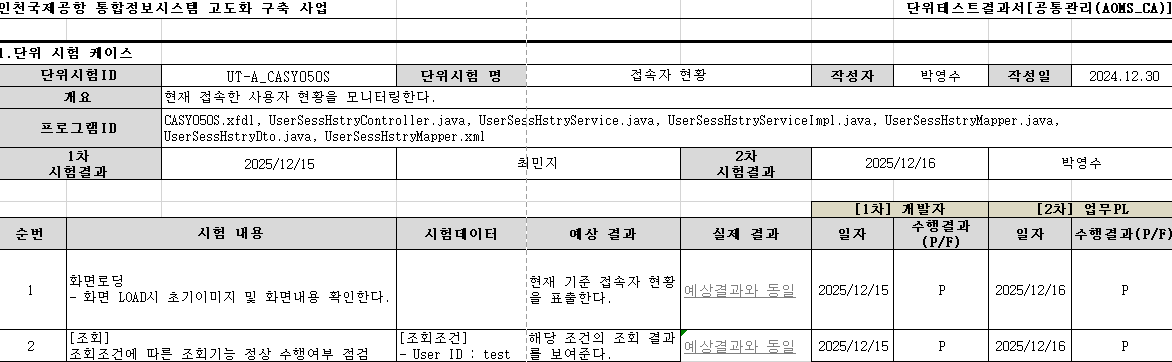 인천국제공항 통합정보시스템 고도화 구축 사업 단위테스트결과서[공통관리(AOMS_CA)]
1.단위 시험 케이스
단위시험ID UT-A_CASY050S 단위시험 명 접속자 현황 작성자 박영수 작성일 2024.12.30
개요 현재 접속한 사용자 현황을 모니터링한다.
프로그램ID CASY050S.xfdl, UserSessHstryController.java, UserSessHstryService.java, UserSessHstryServiceImpl.java, UserSessHstryMapper.java,
UserSessHtryDto.java, UserSessHstryMapper.xml
1차
시험결과 2025/12/15 최민지 2차
시험결과 2025/12/16 박영수
[1차] 개발자 [2차] 업무PL
순번 시험 내용 시험데이터 예상 결과 실제 결과 일자 수행결과
(P/F) 일자 수행결과(P/F)
1 화면로딩
- 화면 LOAD시 초기이미지 및 화면내용 확인한다. 현재 기준 접속자 현황
을 표출한다. 예상결과와 동일 2025/12/15 P 2025/12/16 P
2 [조회]
조회조건에 따른 조회기능 정상 수행여부 점검 [조회조건]
- User ID : test 해당 조건의 조회 결과
를 보여준다. 예상결과와 동일 2025/12/15 P 2025/12/16 P